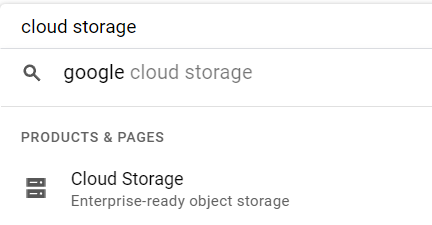 cloud storage
google cloud storage
PRODUCTS & PAGES
Cloud Storage
Enterprise-ready object storage